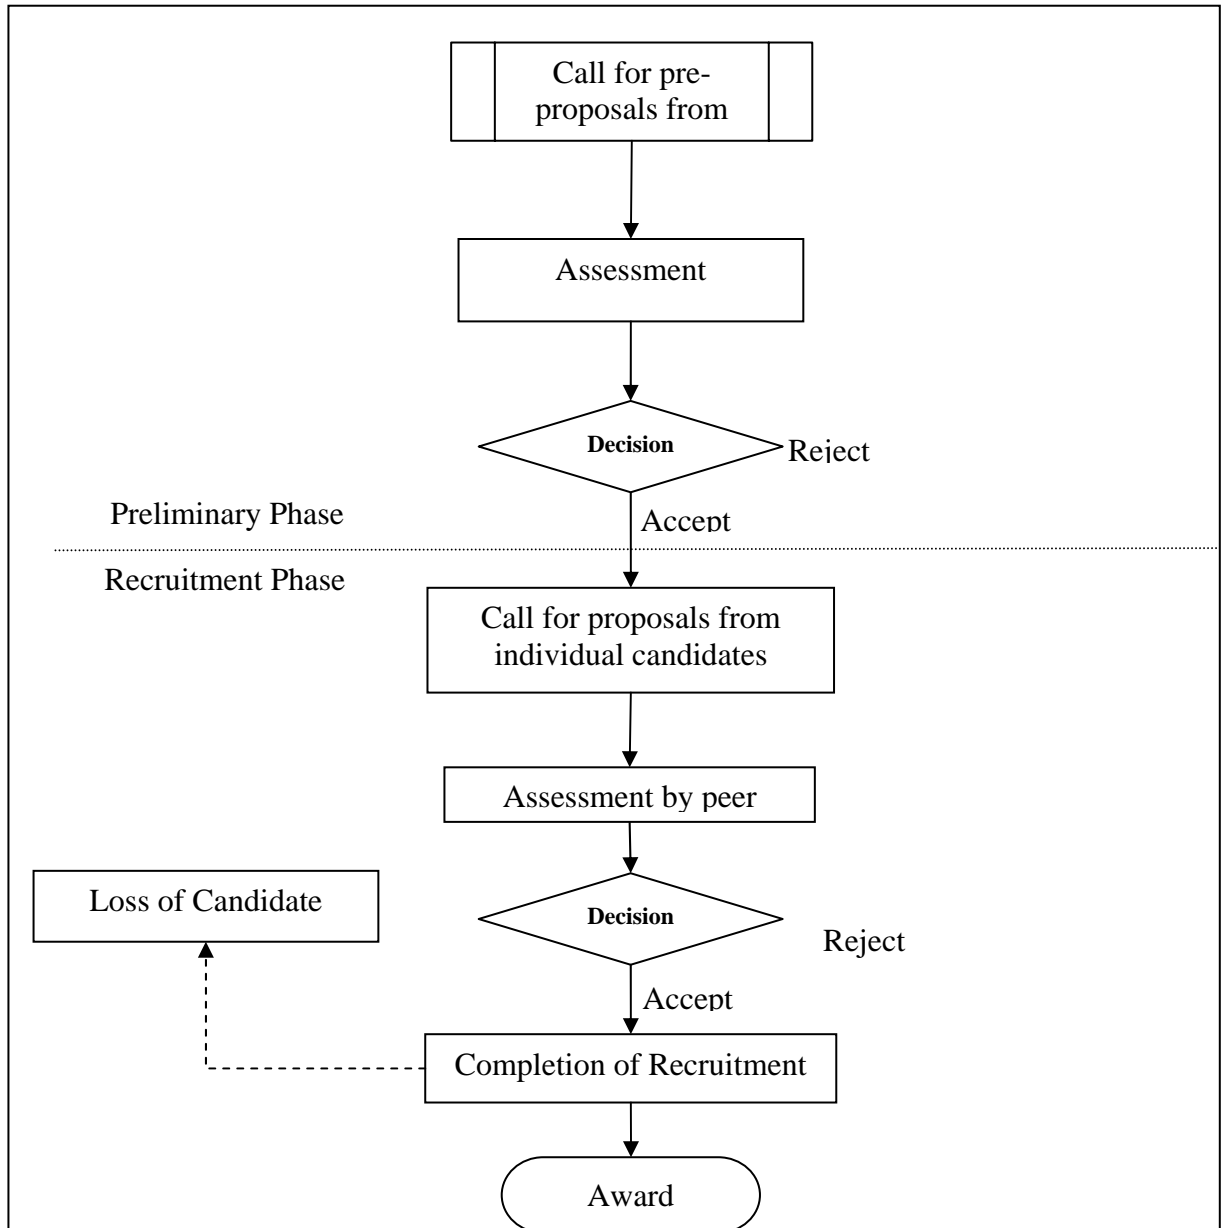 Call for pre-
proposals from
Assessment
Decision
Reject
Preliminary Phase
Accept
Recruitment Phase
Call for proposals from
individual candidates
Assessment by peer
Loss of Candidate
Decision
Reject
Accept
Completion of Recruitment
Award